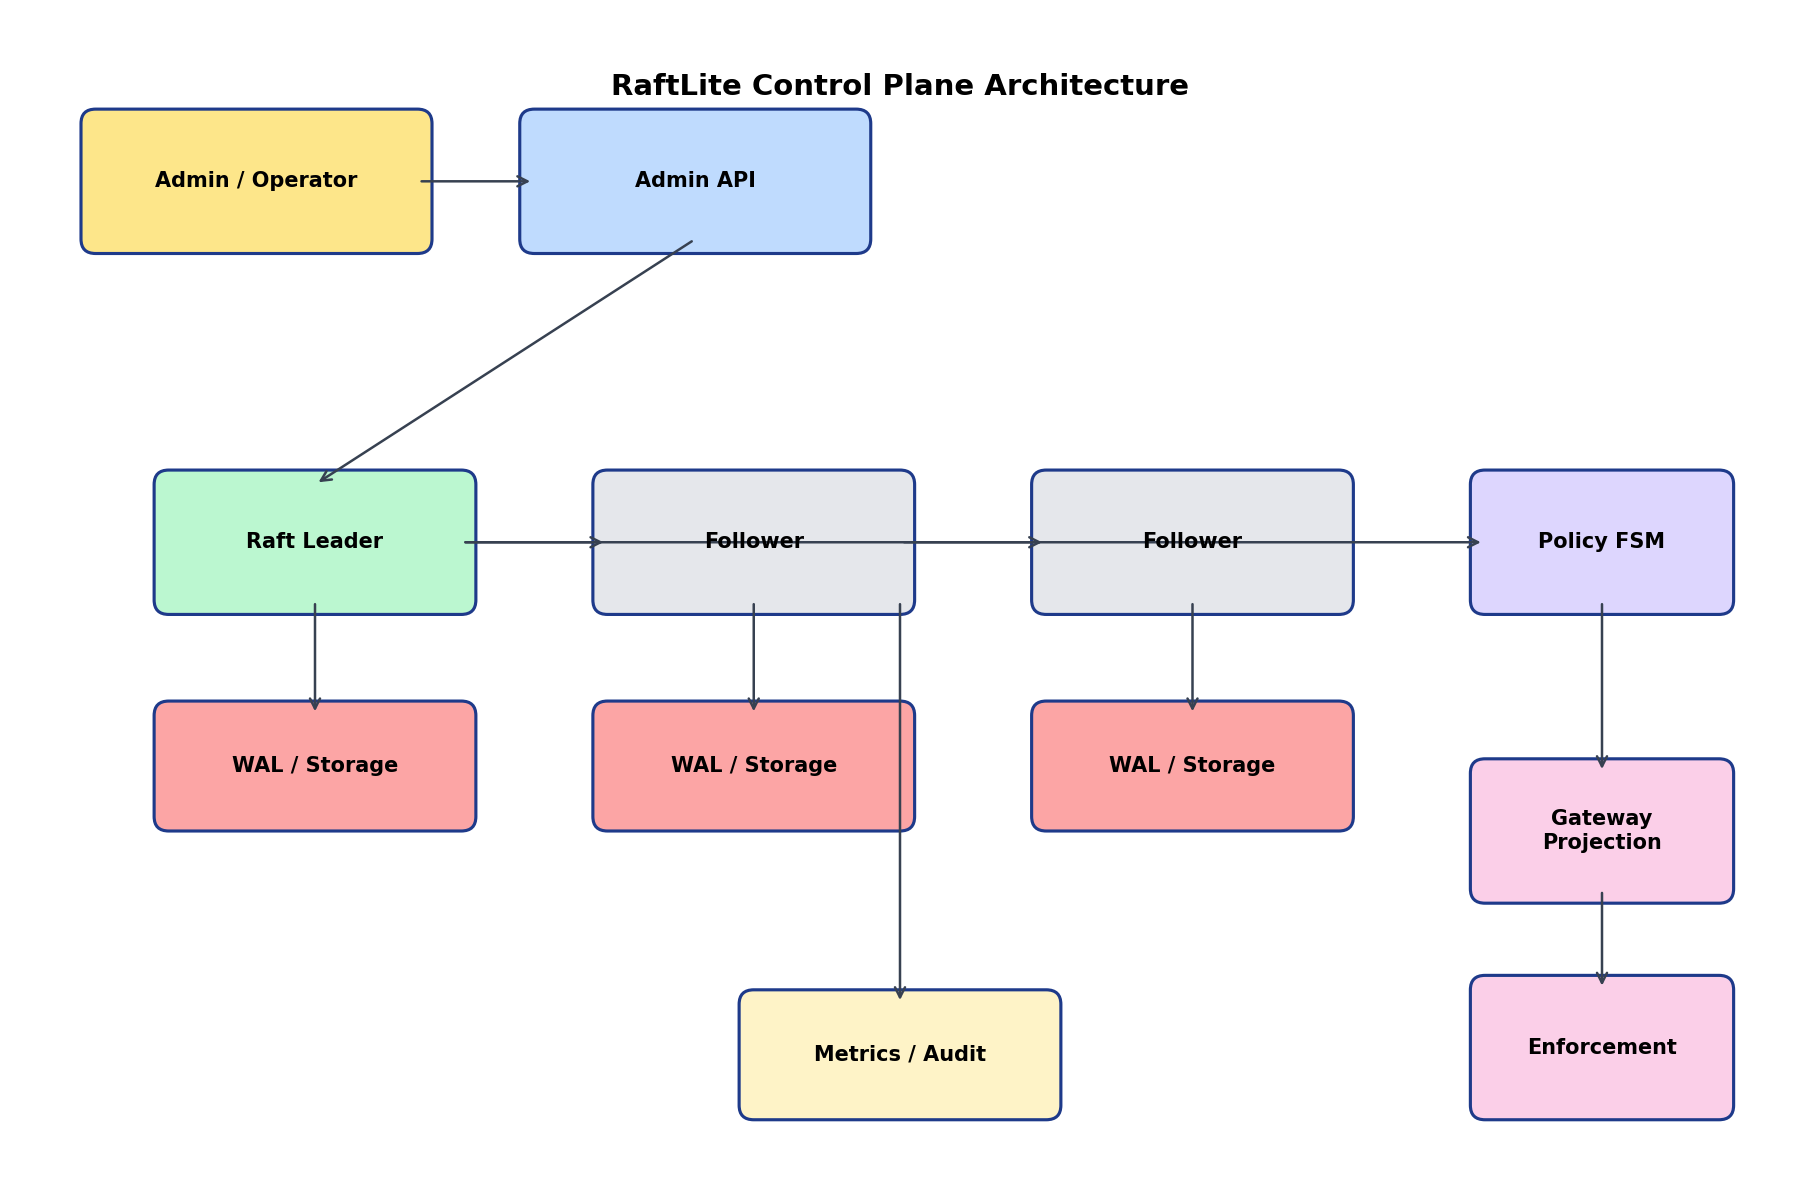 RaftLite Control Plane Architecture
Admin / Operator
Admin API
Raft Leader
Follower
Follower
Policy FSM
WAL / Storage
WAL / Storage
WAL / Storage
Gateway
Projection
Metrics / Audit
Enforcement